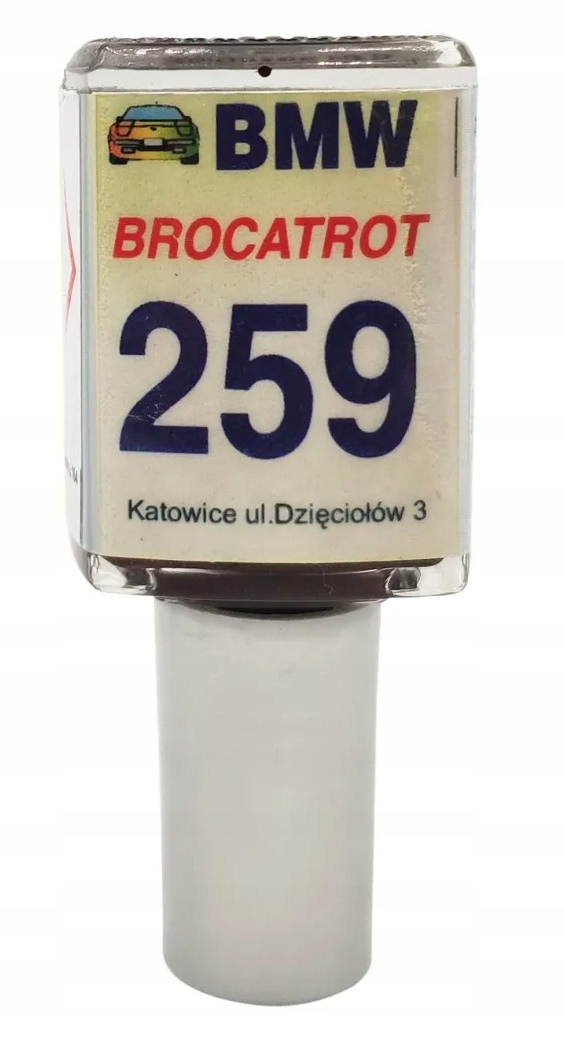 BMW
BROCATROT
259
Katowice ul.Dzięciołów 3